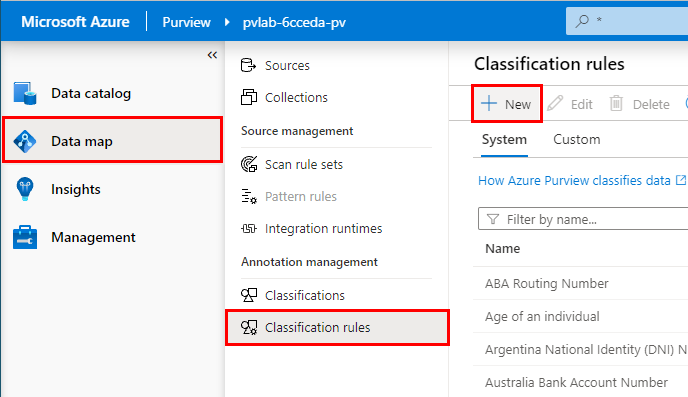 Microsoft Azure Purview pvlab-6cceda-pv *
Data catalog
Data map
Insights
Management
Sources
Collections
Source management
Scan rule sets
Pattern rules
Integration runtimes
Annotation management
Classifications
Classification rules
Classification rules
New Edit Delete
System Custom
How Azure Purview classifies data
Filter by name...
Name
ABA Routing Number
Age of an individual
Argentina National Identity (DNI) N
Australia Bank Account Number